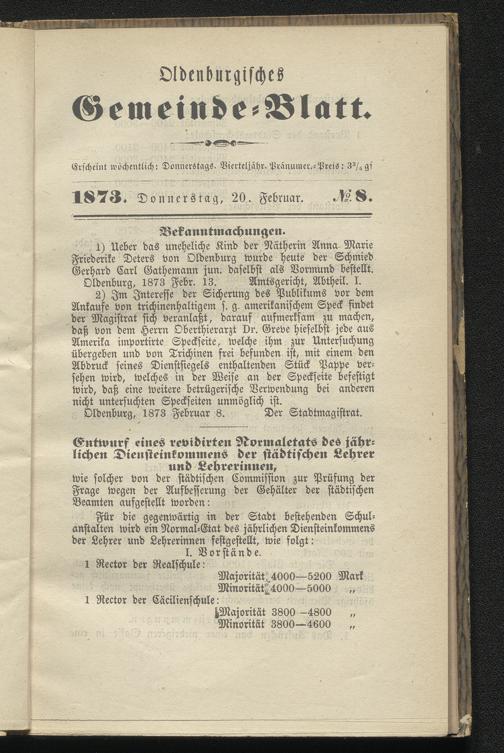 Oldenburgisches
Gemeinde-Blatt.
Erscheint wöchentlich: Donnerstags. Vierteljähr. Pränumer.-Preis: 3¾ gſ
1873. Donnerstag, 20. Februar. № 8.
Bekanntmachungen.
1) Ueber das uneheliche Kind der Nätherin Anna Marie
Friederike Deters von Oldenburg wurde heute der Schmied
Gerhard Carl Gathemann jun. daselbst als Vormund bestellt.
Oldenburg, 1873 Febr. 13. Amtsgericht, Abtheil. I.
2) Im Interesse der Sicherung des Publikums vor dem
Ankaufe von trichinenhaltigem s. g. amerikanischem Speck findet
der Magistrat sich veranlaßt, darauf aufmerksam zu machen,
daß von dem Herrn Oberthierarzt Dr. Greve hieselbst jede aus
Amerika importirte Speckseite, welche ihm zur Untersuchung
übergeben und von Trichinen frei befunden ist, mit einem den
Abdruck seines Dienstsiegels enthaltenden Stück Pappe ver-
sehen wird, welches in der Weise an der Speckseite befestigt
wird, daß eine weitere betrügerische Verwendung bei anderen
nicht untersuchten Speckseiten unmöglich ist.
Oldenburg, 1873 Februar 8. Der Stadtmagistrat.
Entwurf eines revidirten Normaletats des jähr-
lichen Diensteinkommens der städtischen Lehrer
und Lehrerinnen,
wie solcher von der städtischen Commission zur Prüfung der
Frage wegen der Aufbesserung der Gehälter der städtischen
Beamten aufgestellt worden:
Für die gegenwärtig in der Stadt bestehenden Schul-
anstalten wird ein Normal-Etat des jährlichen Diensteinkommens
der Lehrer und Lehrerinnen festgestellt, wie folgt:
I. Vorstände.
1 Rector der Realschule:
Majorität 4000—5200 Mark
Minorität 4000—5000 „
1 Rector der Cäcilienschule:
Majorität 3800—4800 „
Minorität 3800—4600 „